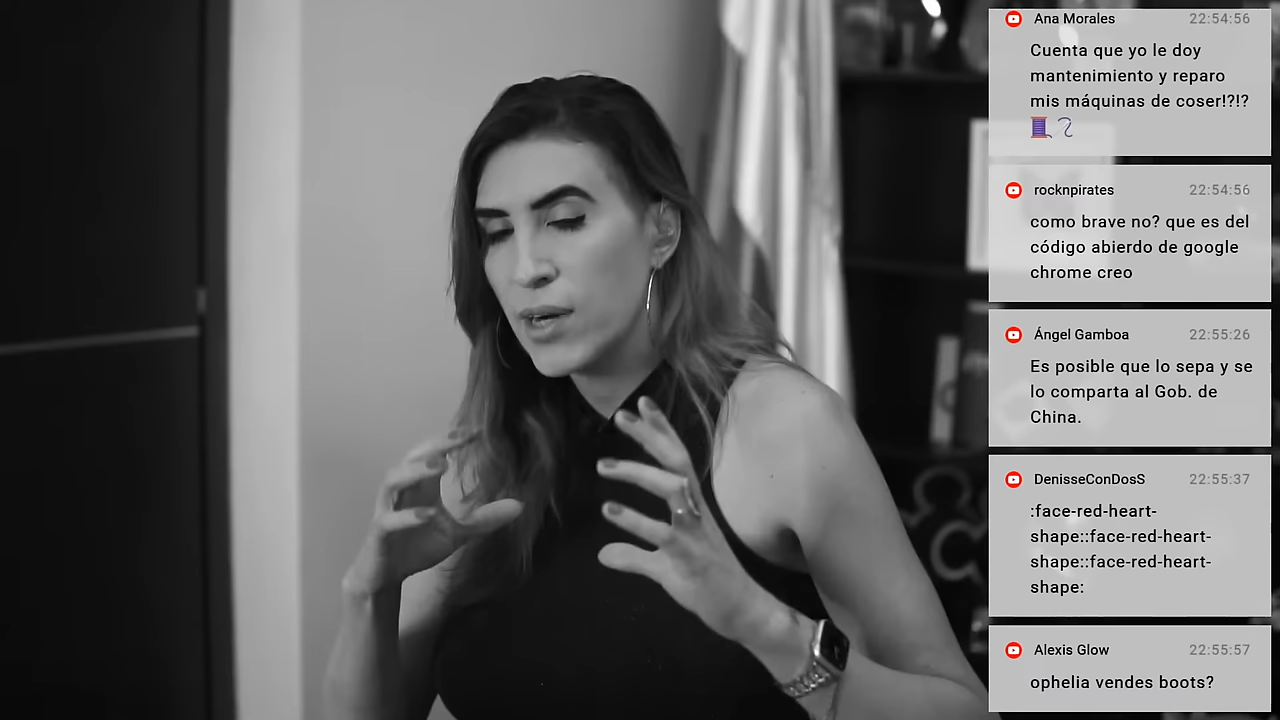 Ana Morales 22:54:56
Cuenta que yo le doy
mantenimiento y reparo
mis máquinas de coser!?!?
🧵🪡
rocknpirates 22:54:56
como brave no? que es del
código abierdo de google
chrome creo
Ángel Gamboa 22:55:26
Es posible que lo sepa y se
lo comparta al Gob. de
China.
DenisseConDosS 22:55:37
:face-red-heart-
shape::face-red-heart-
shape::face-red-heart-
shape:
Alexis Glow 22:55:57
ophelia vendes boots?